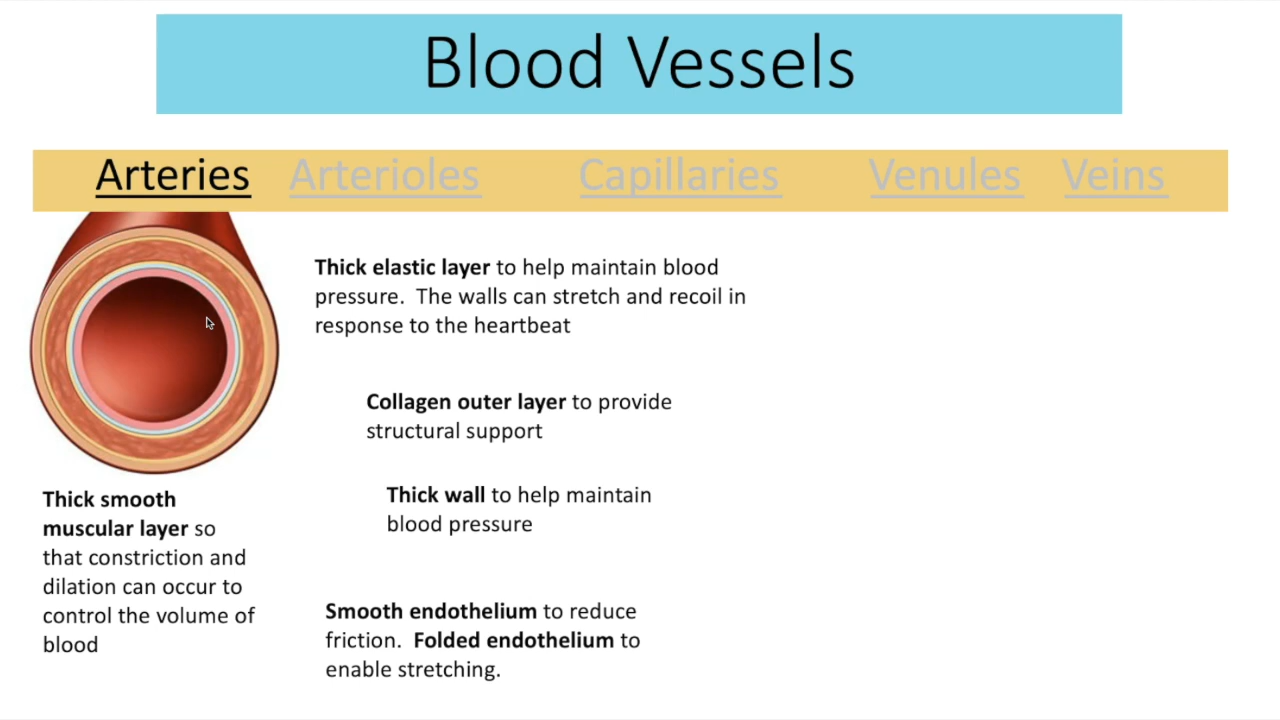 Blood Vessels
Arteries Arterioles Capillaries Venules Veins
Thick elastic layer to help maintain blood
pressure.  The walls can stretch and recoil in
response to the heartbeat
Collagen outer layer to provide
structural support
Thick wall to help maintain
blood pressure
Thick smooth
muscular layer so
that constriction and
dilation can occur to
control the volume of
blood
Smooth endothelium to reduce
friction.  Folded endothelium to
enable stretching.